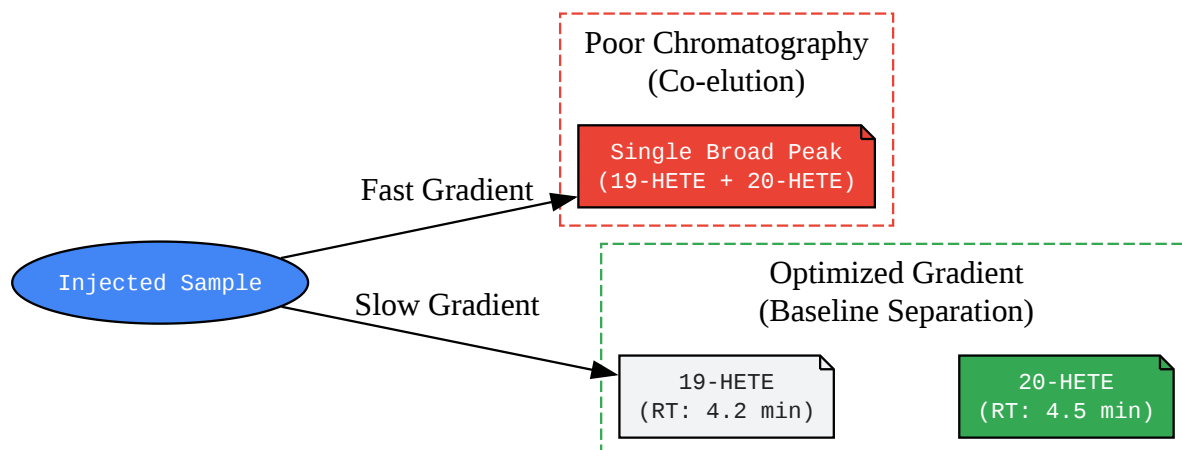 Poor Chromatography
(Co-elution)
Single Broad Peak
(19-HETE + 20-HETE)
Fast Gradient
Injected Sample
Slow Gradient
Optimized Gradient
(Baseline Separation)
19-HETE
(RT: 4.2 min)
20-HETE
(RT: 4.5 min)